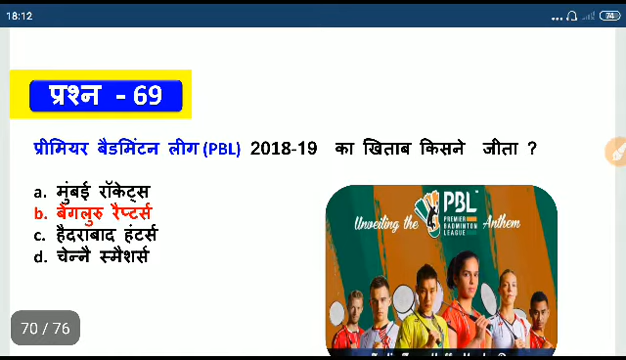 18:12
74
प्रश्न - 69
प्रीमियर बैडमिंटन लीग (PBL) 2018-19 का खिताब किसने जीता ?
a. मुंबई रॉकेट्स
b. बेंगलुरु रैप्टर्स
c. हैदराबाद हंटर्स
d. चेन्नै स्मैशर्स
PBL
PREMIER
BADMINTON
LEAGUE
Unveiling the Anthem
70 / 76